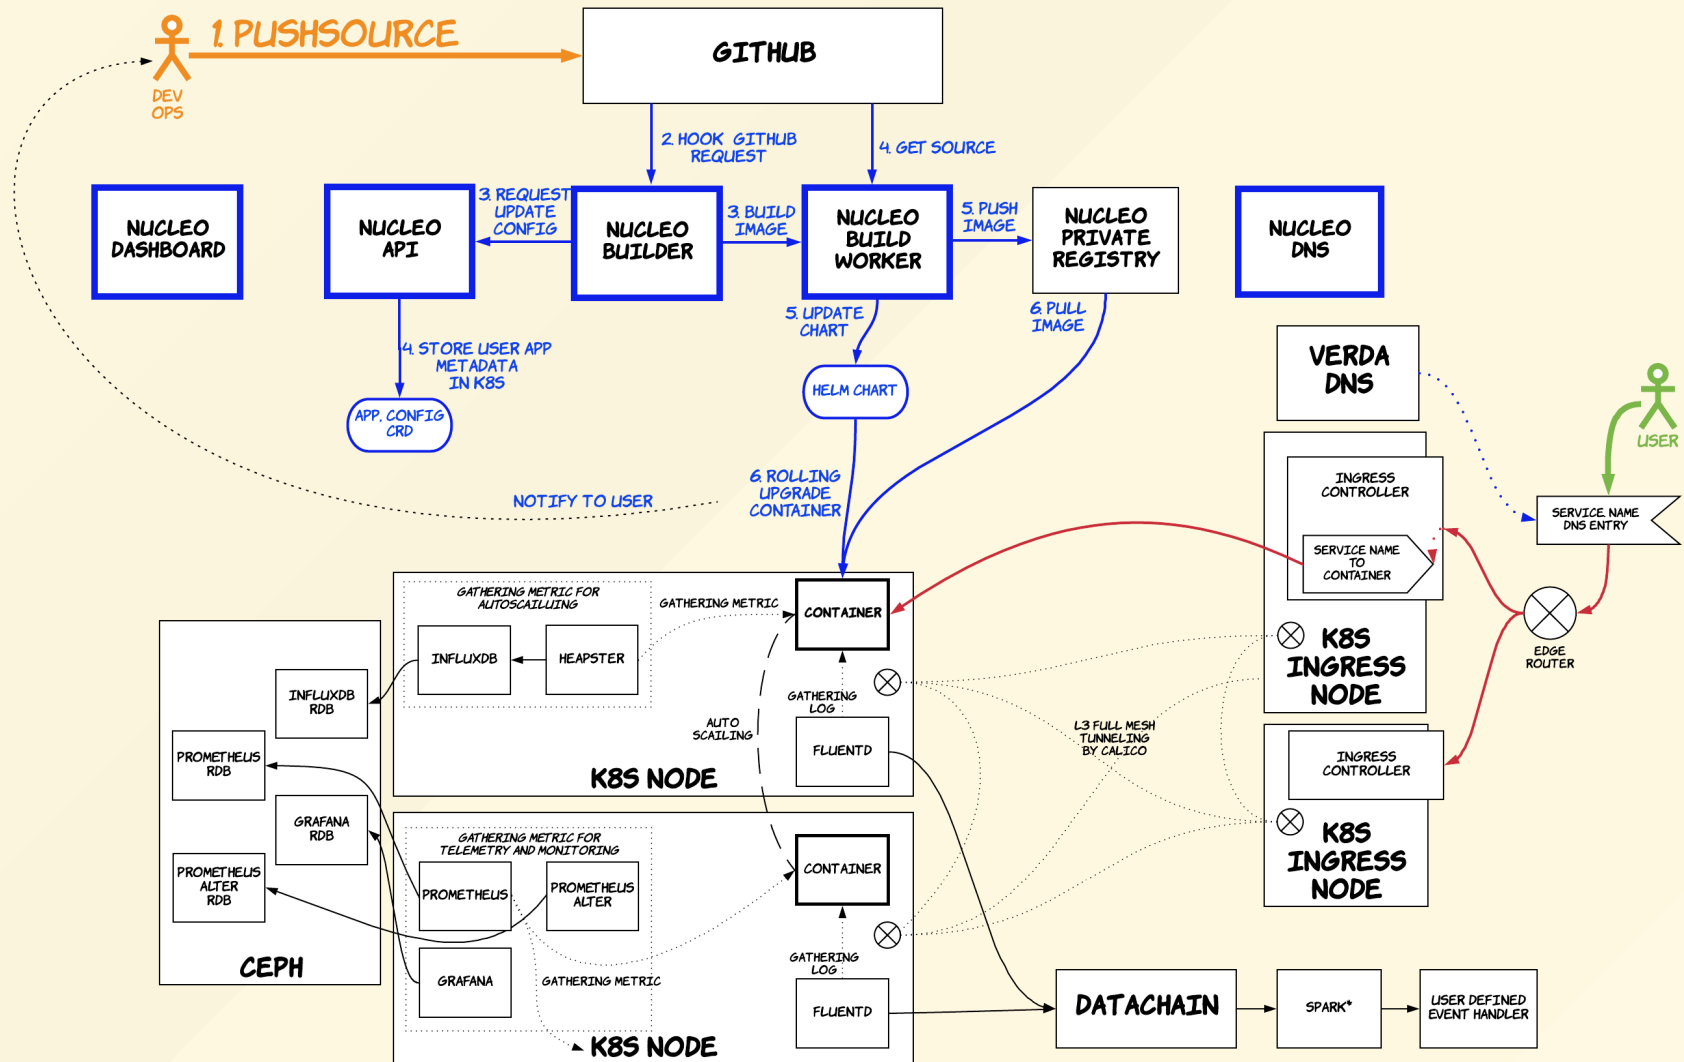 1. PUSHSOURCE
DEV
OPS
GITHUB
2. HOOK GITHUB
REQUEST
4. GET SOURCE
NUCLEO
DASHBOARD
NUCLEO
API
3. REQUEST
UPDATE
CONFIG
NUCLEO
BUILDER
3. BUILD
IMAGE
NUCLEO
BUILD
WORKER
5. PUSH
IMAGE
NUCLEO
PRIVATE
REGISTRY
NUCLEO
DNS
4. STORE USER APP
METADATA
IN K8S
APP. CONFIG
CRD
5. UPDATE
CHART
HELM CHART
6. PULL
IMAGE
6. ROLLING
UPGRADE
CONTAINER
NOTIFY TO USER
VERDA
DNS
USER
SERVICE NAME
DNS ENTRY
INGRESS
CONTROLLER
SERVICE NAME
TO
CONTAINER
K8S
INGRESS
NODE
EDGE
ROUTER
INGRESS
CONTROLLER
K8S
INGRESS
NODE
L3 FULL MESH
TUNNELING
BY CALICO
GATHERING METRIC FOR
AUTOSCAILUING
INFLUXDB
HEAPSTER
GATHERING METRIC
CONTAINER
GATHERING
LOG
FLUENTD
AUTO
SCAILING
K8S NODE
INFLUXDB
RDB
PROMETHEUS
RDB
GRAFANA
RDB
PROMETHEUS
ALTER
RDB
CEPH
GATHERING METRIC FOR
TELEMETRY AND MONITORING
PROMETHEUS
PROMETHEUS
ALTER
GRAFANA
GATHERING METRIC
CONTAINER
GATHERING
LOG
FLUENTD
K8S NODE
DATACHAIN
SPARK*
USER DEFINED
EVENT HANDLER